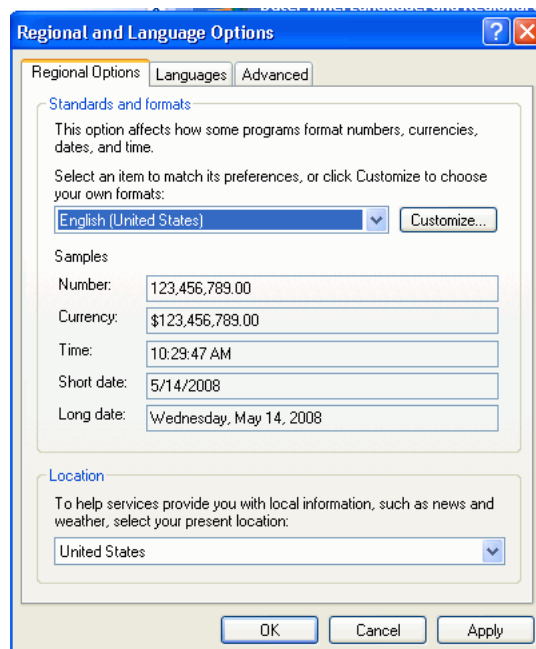 Regional and Language Options
Regional Options Languages Advanced
Standards and formats
This option affects how some programs format numbers, currencies,
dates, and time.
Select an item to match its preferences, or click Customize to choose
your own formats:
English (United States) Customize...
Samples
Number: 123,456,789.00
Currency: $123,456,789.00
Time: 10:29:47 AM
Short date: 5/14/2008
Long date: Wednesday, May 14, 2008
Location
To help services provide you with local information, such as news and
weather, select your present location:
United States
OK Cancel Apply